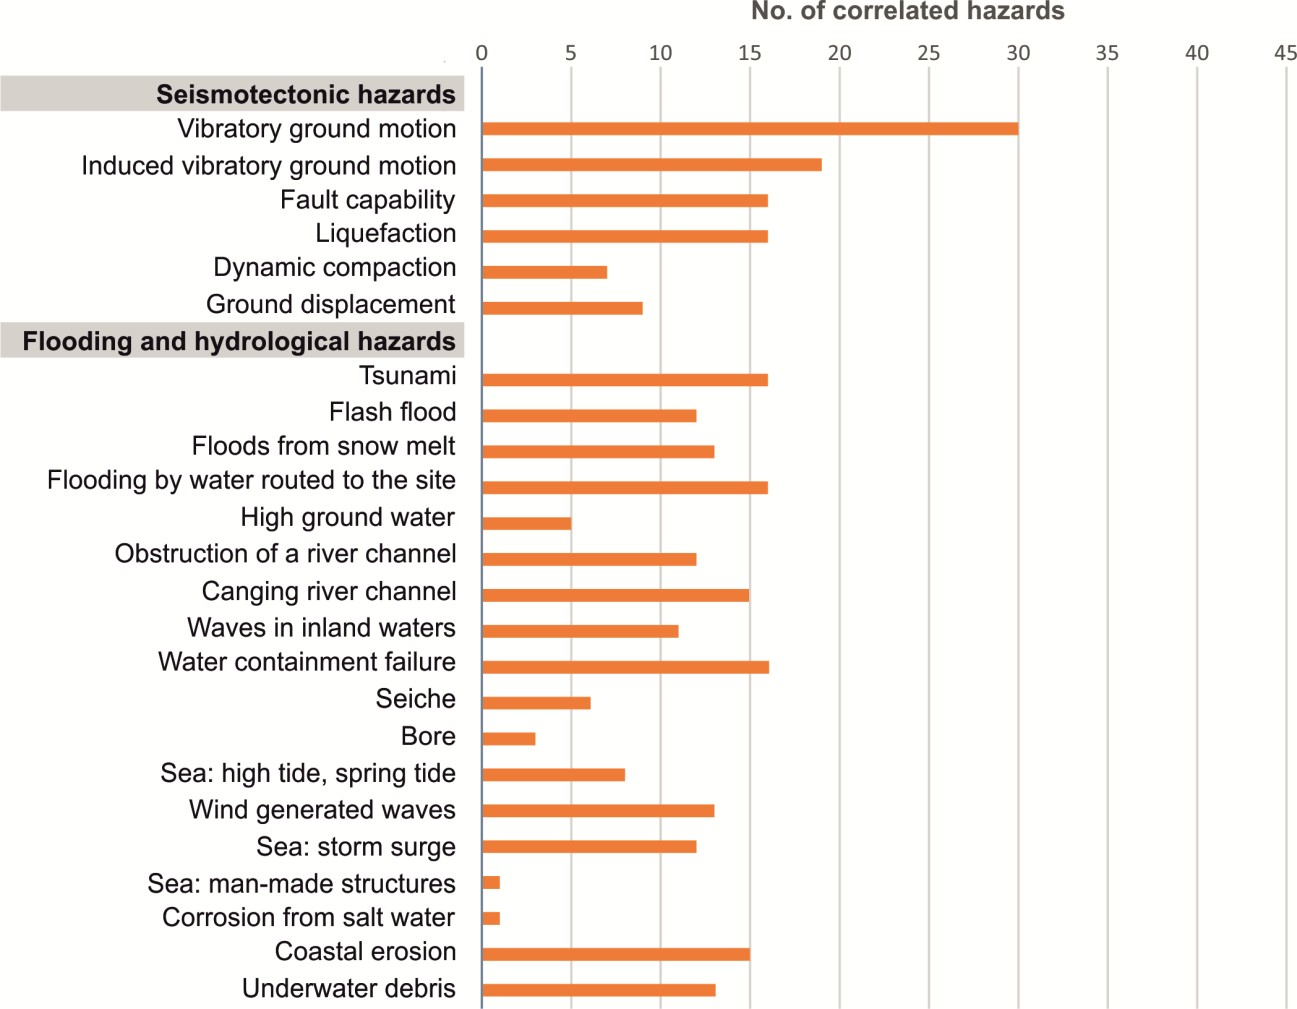 No. of correlated hazards
0 5 10 15 20 25 30 35 40 45
Seismotectonic hazards
Vibratory ground motion
Induced vibratory ground motion
Fault capability
Liquefaction
Dynamic compaction
Ground displacement
Flooding and hydrological hazards
Tsunami
Flash flood
Floods from snow melt
Flooding by water routed to the site
High ground water
Obstruction of a river channel
Canging river channel
Waves in inland waters
Water containment failure
Seiche
Bore
Sea: high tide, spring tide
Wind generated waves
Sea: storm surge
Sea: man-made structures
Corrosion from salt water
Coastal erosion
Underwater debris